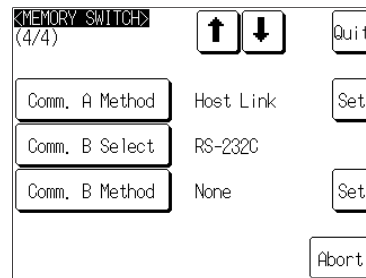 <MEMORY SWITCH>
(4/4)
Quit
Comm. A Method Host Link Set
Comm. B Select RS-232C
Comm. B Method None Set
Abort